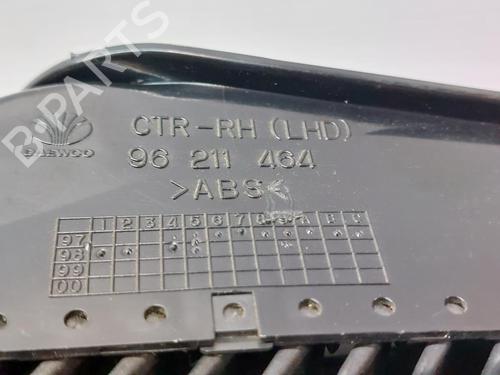 B-PARTS
DAEWOO
CTR-RH (LHD)
96 211 464
>ABS<
1 2 3 4 5 6 7 8 9
97
98
99
00